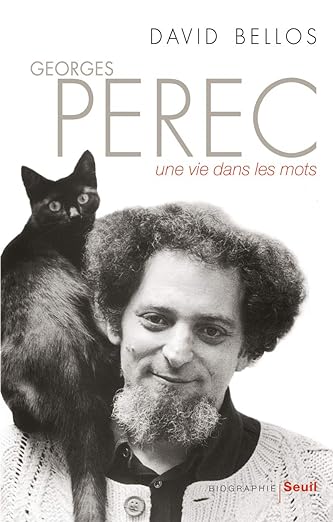 DAVID BELLOS
GEORGES
PEREC
une vie dans les mots
BIOGRAPHIE Seuil